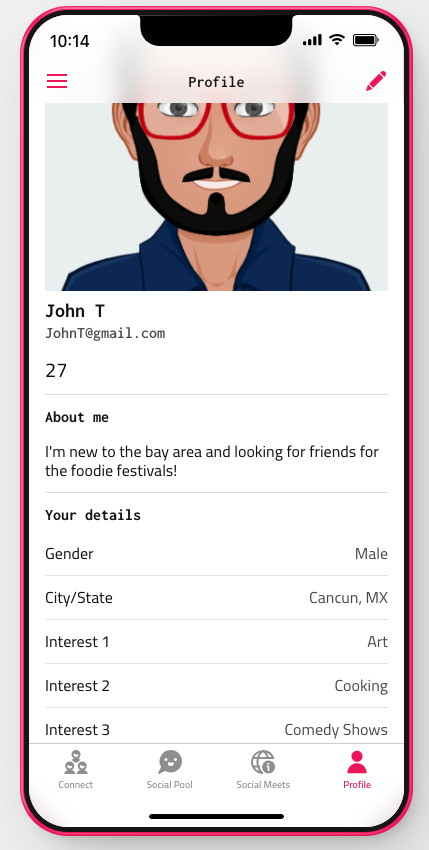 10:14
Profile
John T
JohnT@gmail.com
27
About me
I'm new to the bay area and looking for friends for
the foodie festivals!
Your details
Gender Male
City/State Cancun, MX
Interest 1 Art
Interest 2 Cooking
Interest 3 Comedy Shows
Connect Social Pool Social Meets Profile